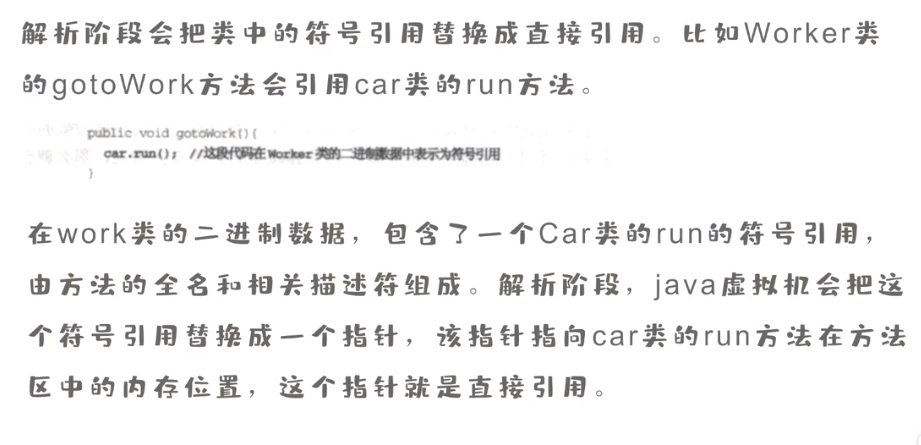 解析阶段会把类中的符号引用替换成直接引用。比如Worker类
的gotoWork方法会引用car类的run方法。
public void gotoWork(){
car.run(); //这段代码在Worker类的二进制数据中表示为符号引用
}
在work类的二进制数据，包含了一个Car类的run的符号引用，
由方法的全名和相关描述符组成。解析阶段，java虚拟机会把这
个符号引用替换成一个指针，该指针指向car类的run方法在方法
区中的内存位置，这个指针就是直接引用。